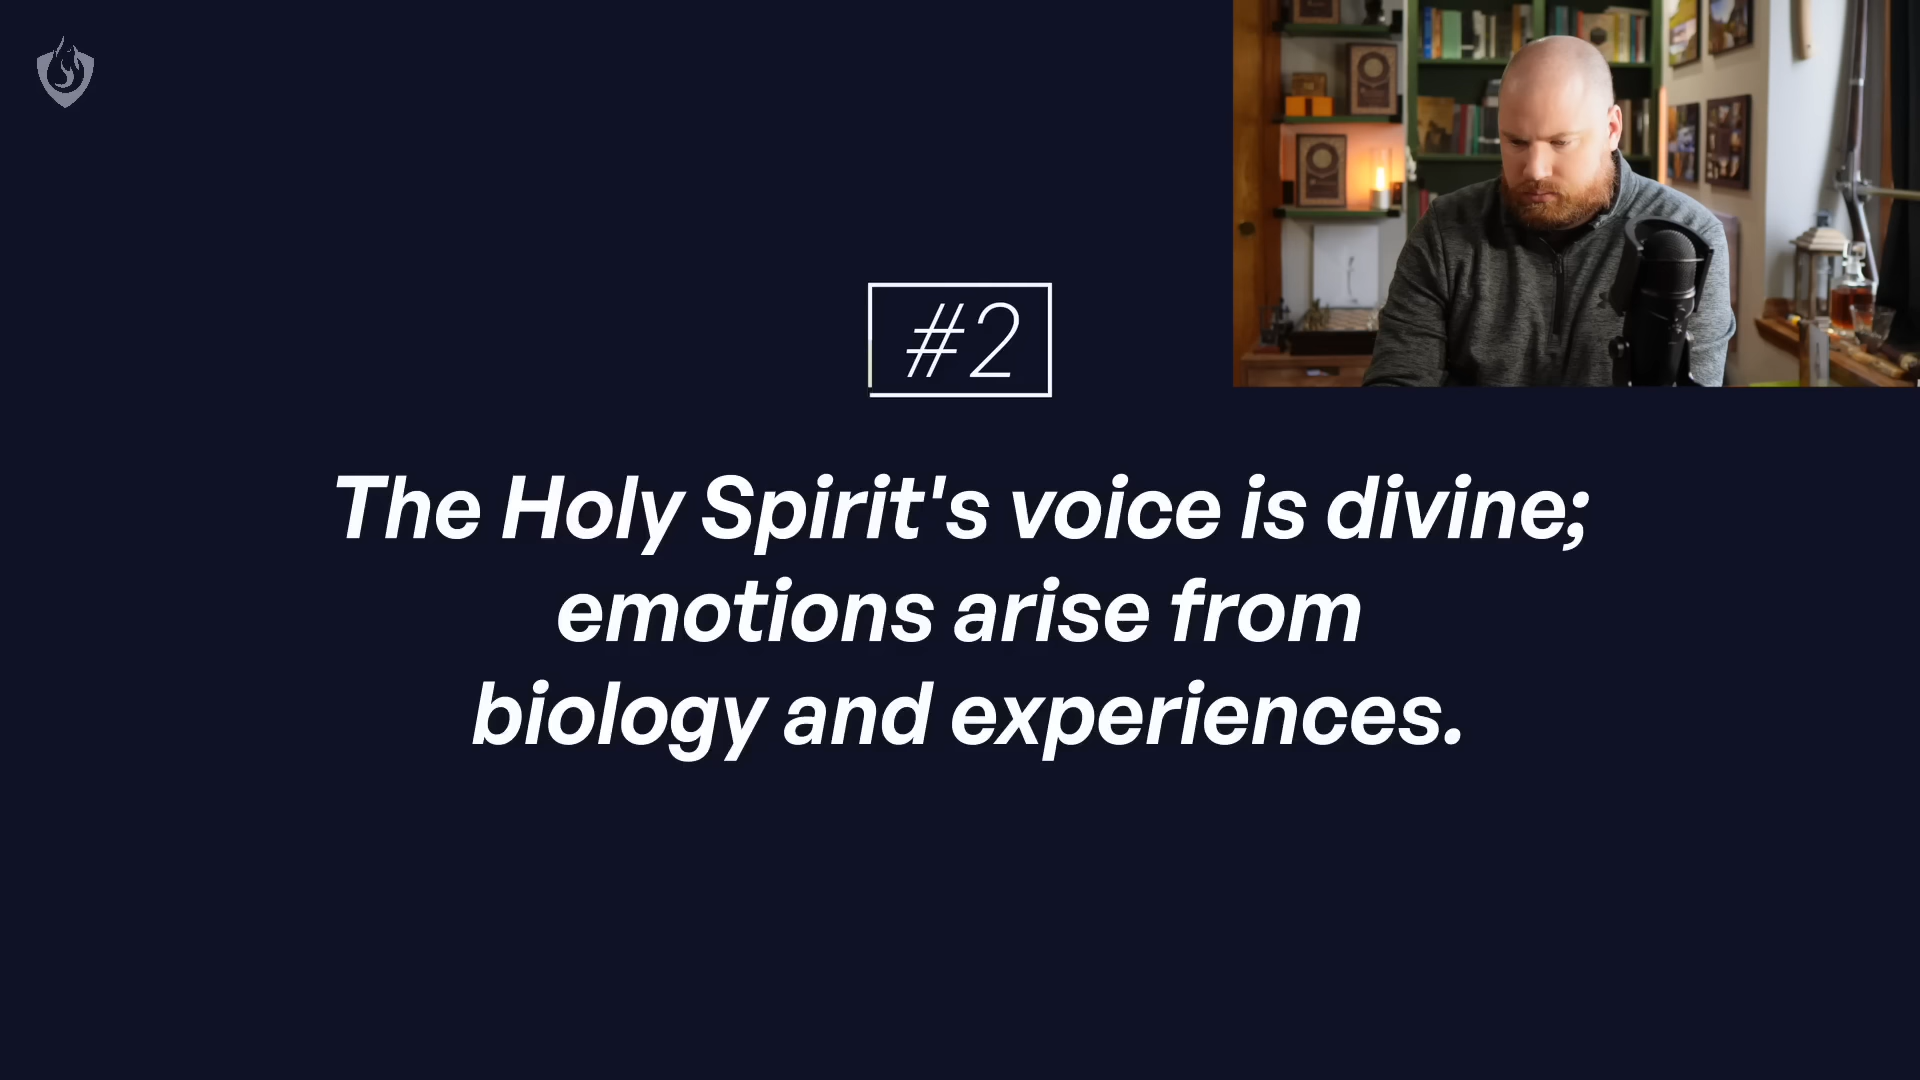 #2
The Holy Spirit's voice is divine;
emotions arise from
biology and experiences.